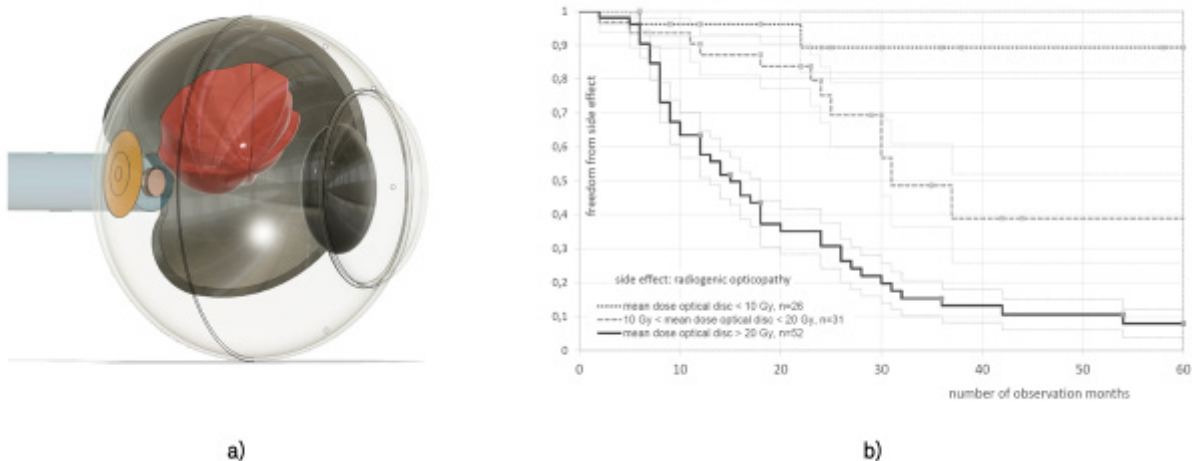 1
0,9
0,8
0,7
0,6
0,5
0,4
0,3
0,2
0,1
0
freedom from side effect
side effect: radiogenic opticopathy
mean dose optical disc < 10 Gy, n=26
10 Gy < mean dose optical disc < 20 Gy, n=31
mean dose optical disc > 20 Gy, n=52
0 10 20 30 40 50 60
number of observation months
a) b)